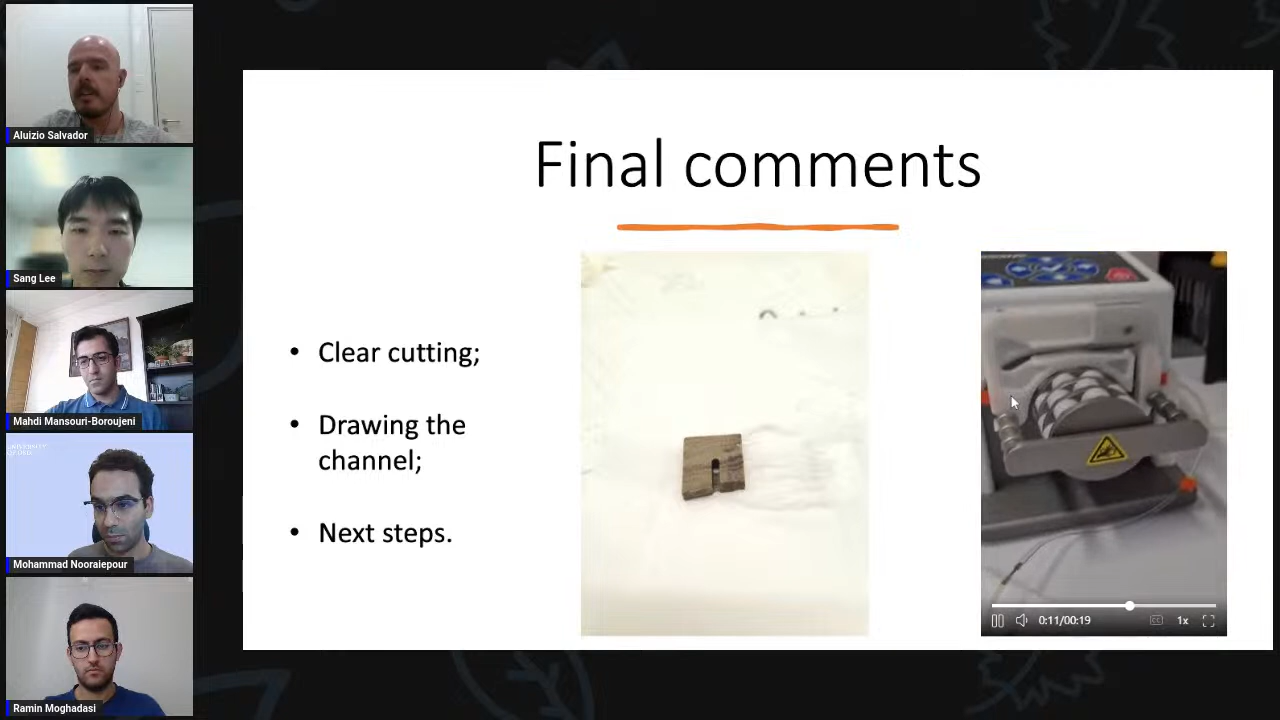 Aluizio Salvador
Sang Lee
Mahdi Mansouri-Boroujeni
Mohammad Nooraiepour
Ramin Moghadasi
Final comments
• Clear cutting;
• Drawing the
channel;
• Next steps.
0:11/00:19
CC
1x